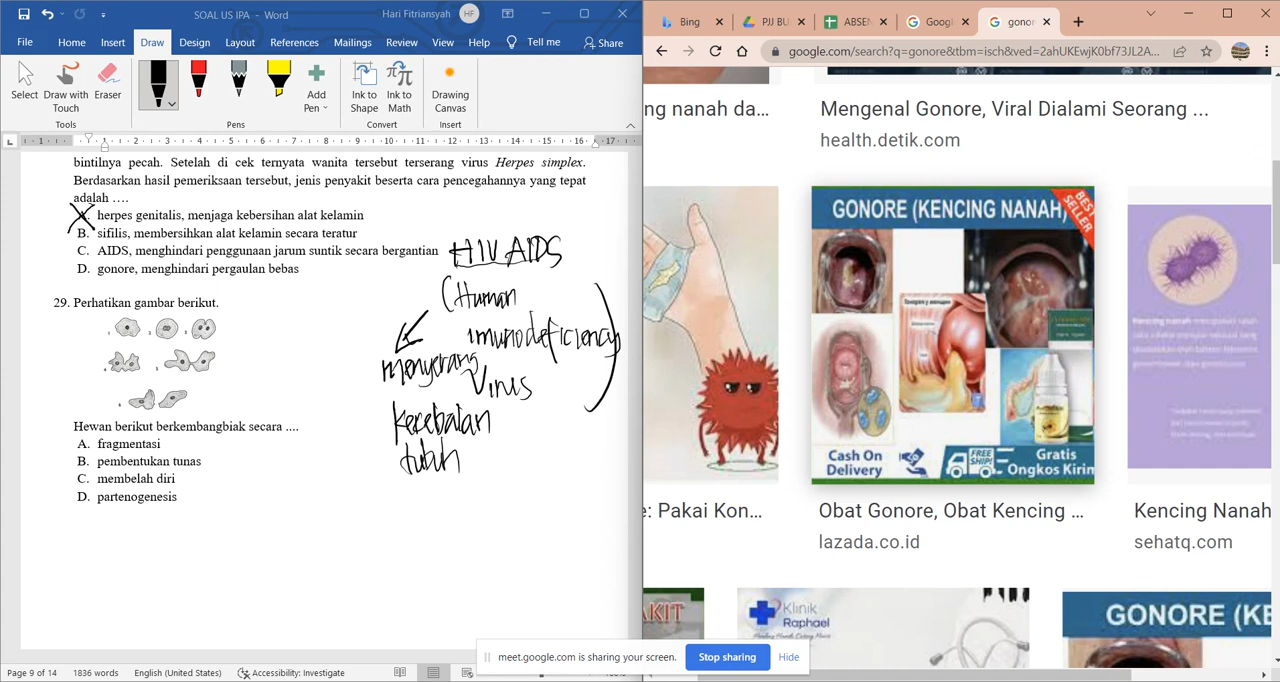 SOAL US IPA - Word
Hari Fitriansyah
HF
File
Home
Insert
Draw
Design
Layout
References
Mailings
Review
View
Help
Tell me
Share
Select
Draw with
Touch
Eraser
Add
Pen
Ink to
Shape
Ink to
Math
Drawing
Canvas
Tools
Pens
Convert
Insert
bintilnya pecah. Setelah di cek ternyata wanita tersebut terserang virus Herpes simplex.
Berdasarkan hasil pemeriksaan tersebut, jenis penyakit beserta cara pencegahannya yang tepat
adalah ….
A. herpes genitalis, menjaga kebersihan alat kelamin
B. sifilis, membersihkan alat kelamin secara teratur
C. AIDS, menghindari penggunaan jarum suntik secara bergantian
D. gonore, menghindari pergaulan bebas
HIV AIDS
(Human
imunodeficiency
Virus
)
menyerang
kekebalan
tubuh
29. Perhatikan gambar berikut.
Hewan berikut berkembangbiak secara ....
A. fragmentasi
B. pembentukan tunas
C. membelah diri
D. partenogenesis
Page 9 of 14
1836 words
English (United States)
Accessibility: Investigate
Bing
PJJ BU
ABSEN
Googl
gonor
google.com/search?q=gonore&tbm=isch&ved=2ahUKEwjK0bf73JL2A...
ng nanah da...
Mengenal Gonore, Viral Dialami Seorang ...
health.detik.com
GONORE (KENCING NANAH)
BEST
SELLER
Cash On
Delivery
FREE
SHIP!
Gratis
Ongkos Kirim
e: Pakai Kon...
Obat Gonore, Obat Kencing ...
lazada.co.id
Kencing Nanah
sehatq.com
AKIT
Klinik
Raphael
GONORE (KE
meet.google.com is sharing your screen.
Stop sharing
Hide